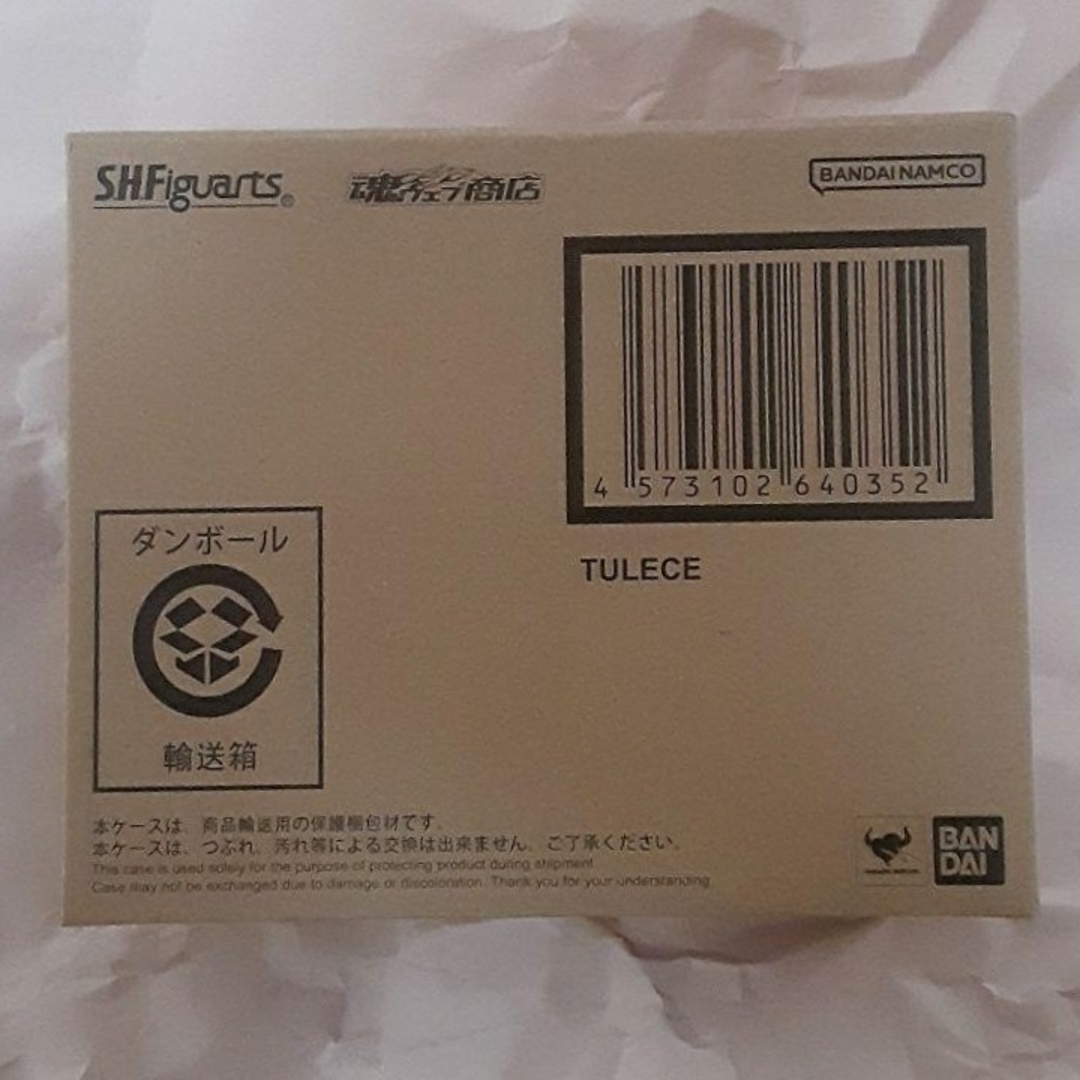 S.H.Figuarts®
魂ウェブ商店
BANDAI NAMCO
4 573102 640352
TULECE
ダンボール
輸送箱
本ケースは、商品輸送用の保護梱包材です。
本ケースは、つぶれ、汚れ等による交換は出来ません。ご了承ください。
This case is used solely for the purpose of protecting product during shipment.
Case may not be exchanged due to damage or discoloration. Thank you for your understanding.
BAN
DAI